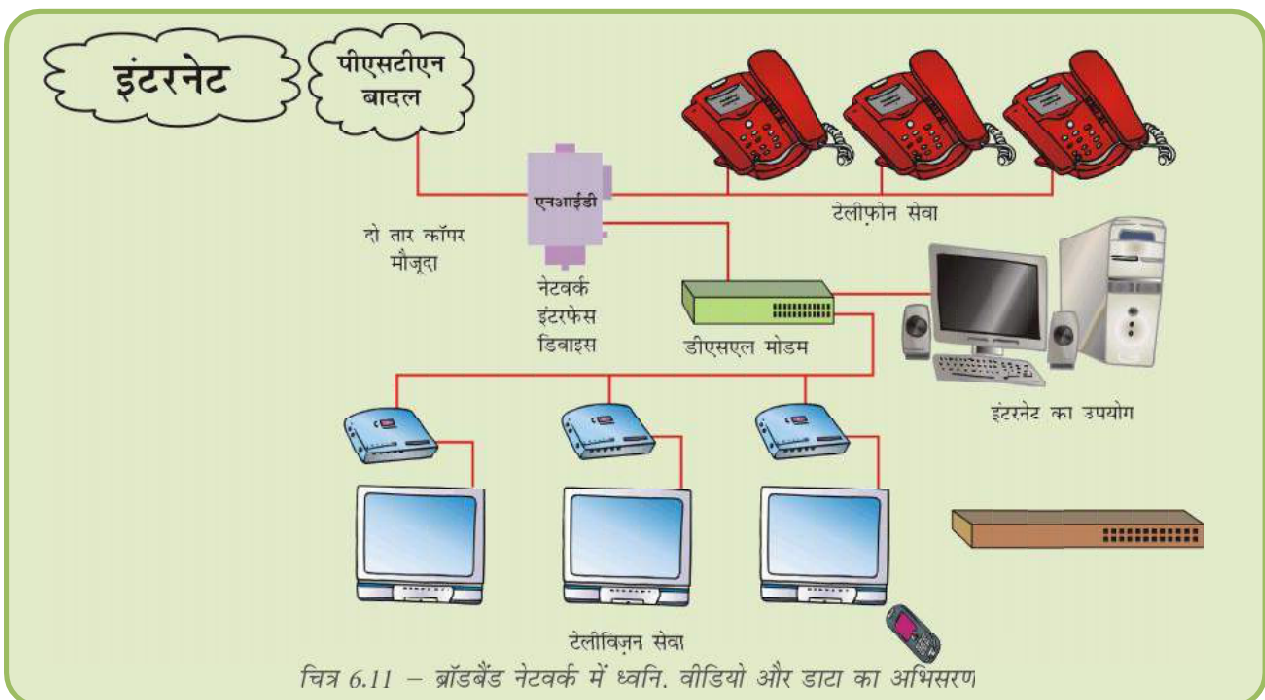 इंटरनेट
पीएसटीएन
बादल
एनआईडी
टेलीफ़ोन सेवा
दो तार कॉपर
मौजूदा
नेटवर्क
इंटरफेस
डिवाइस
डीएसएल मोडम
इंटरनेट का उपयोग
टेलीविज़न सेवा
चित्र 6.11 – ब्रॉडबैंड नेटवर्क में ध्वनि. वीडियो और डाटा का अभिसरण